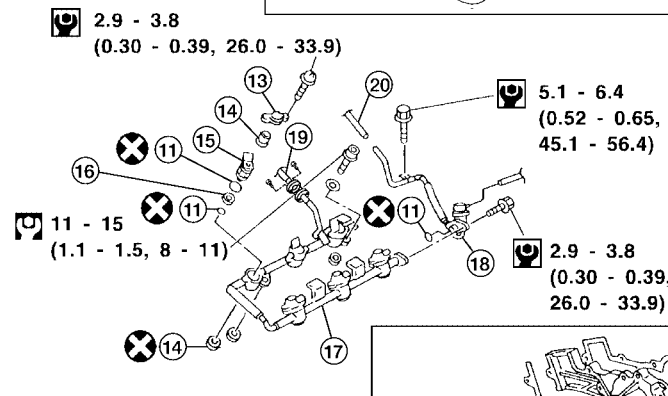 2.9 - 3.8
(0.30 - 0.39, 26.0 - 33.9)
13
20
5.1 - 6.4
(0.52 - 0.65,
45.1 - 56.4)
14
19
15
11
16
11
11
11 - 15
(1.1 - 1.5, 8 - 11)
18
2.9 - 3.8
(0.30 - 0.39,
26.0 - 33.9)
14
17